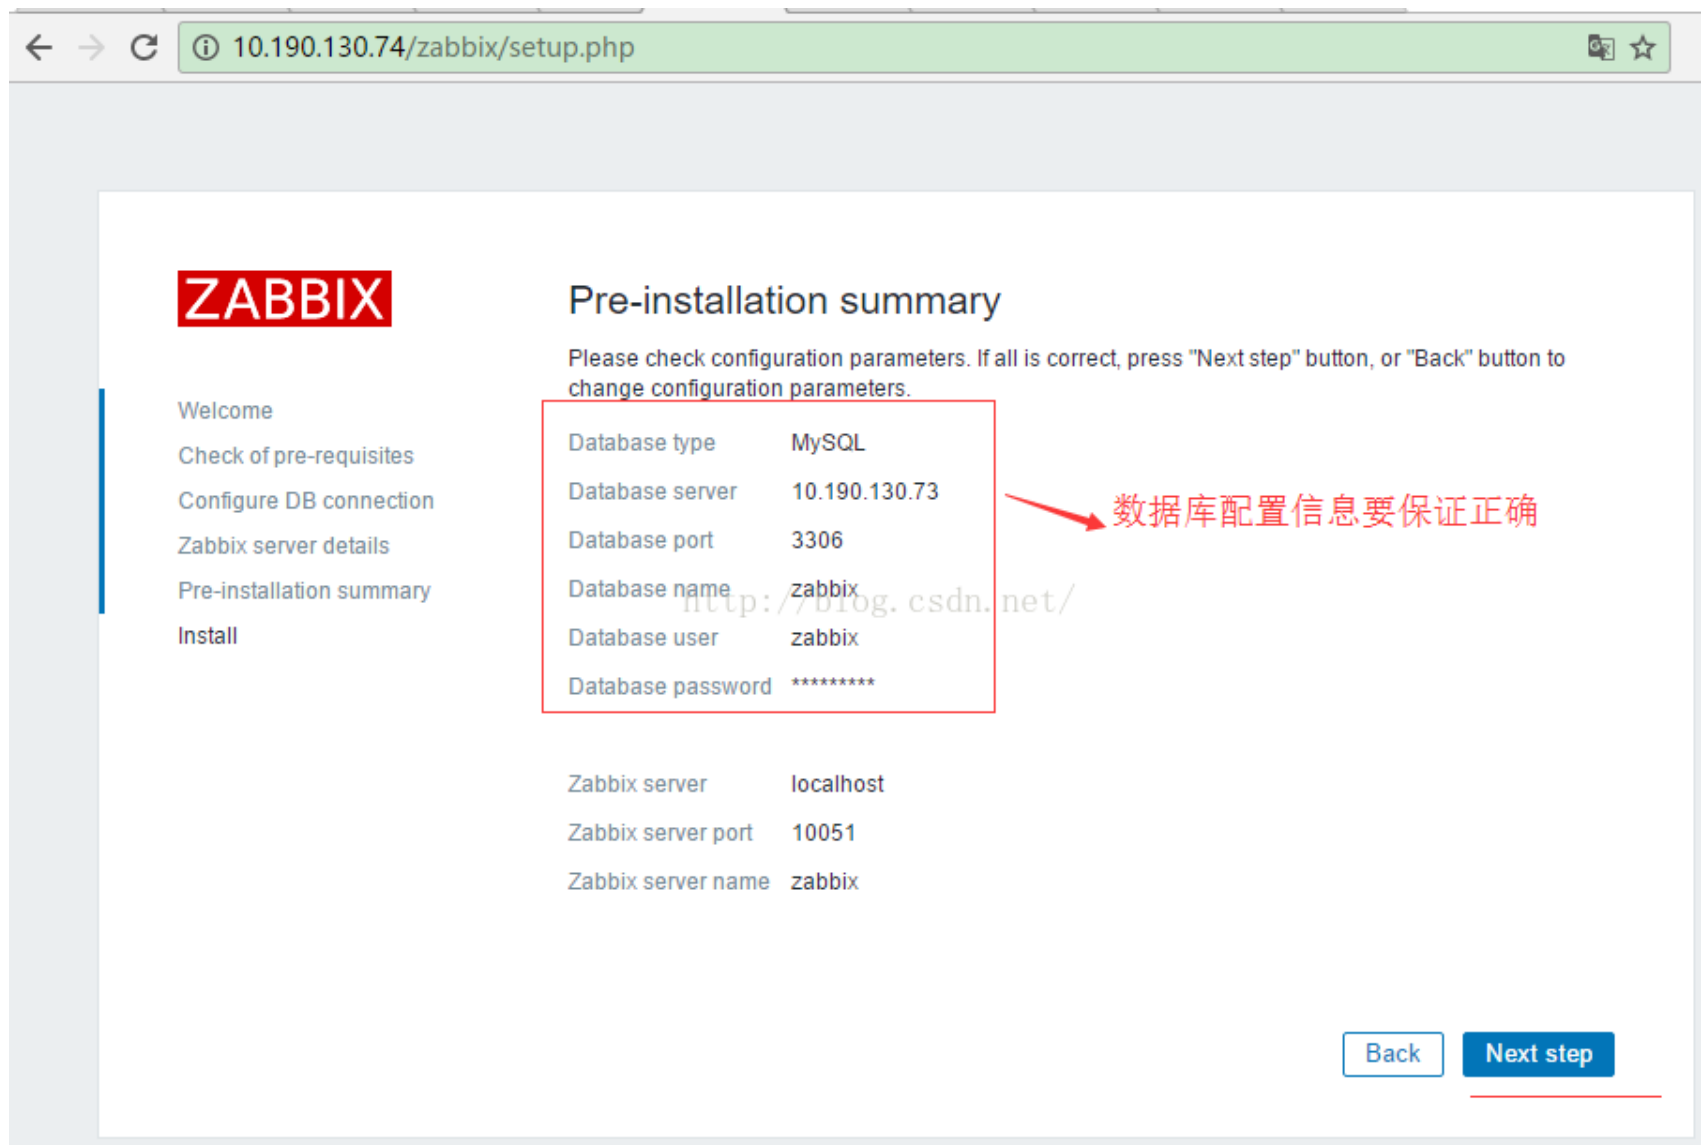 10.190.130.74/zabbix/setup.php
ZABBIX
Welcome
Check of pre-requisites
Configure DB connection
Zabbix server details
Pre-installation summary
Install
Pre-installation summary
Please check configuration parameters. If all is correct, press "Next step" button, or "Back" button to
change configuration parameters.
Database type MySQL
Database server 10.190.130.73
Database port 3306
Database name zabbix
Database user zabbix
Database password *********
数据库配置信息要保证正确
http://blog.csdn.net/
Zabbix server localhost
Zabbix server port 10051
Zabbix server name zabbix
Back Next step